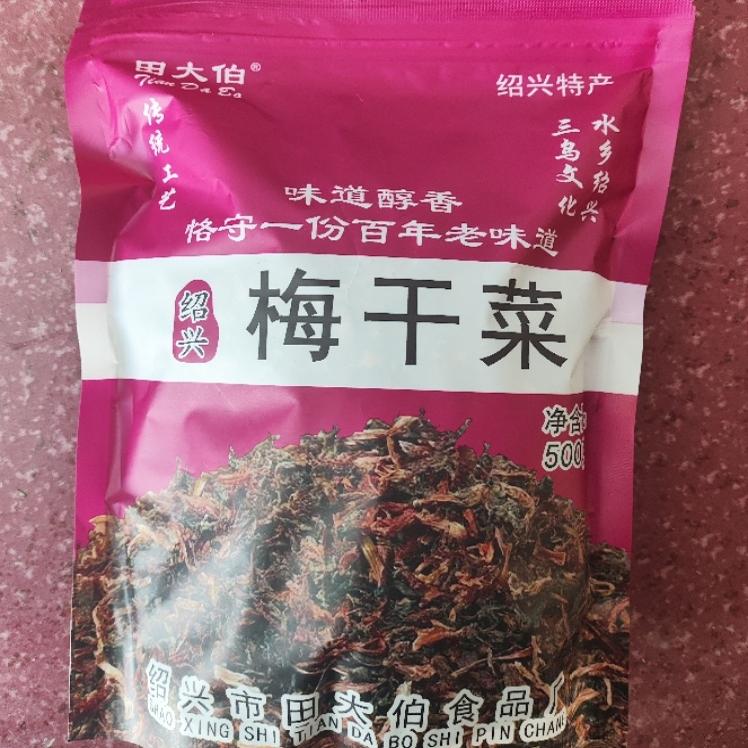 田大伯®
Tian Da Bo
绍兴特产
传统工艺
水乡绍兴
三乌文化
味道醇香
恪守一份百年老味道
绍兴
梅干菜
净含
500
绍兴市田大伯食品厂
SHAO XING SHI TIAN DA BO SHI PIN CHANG